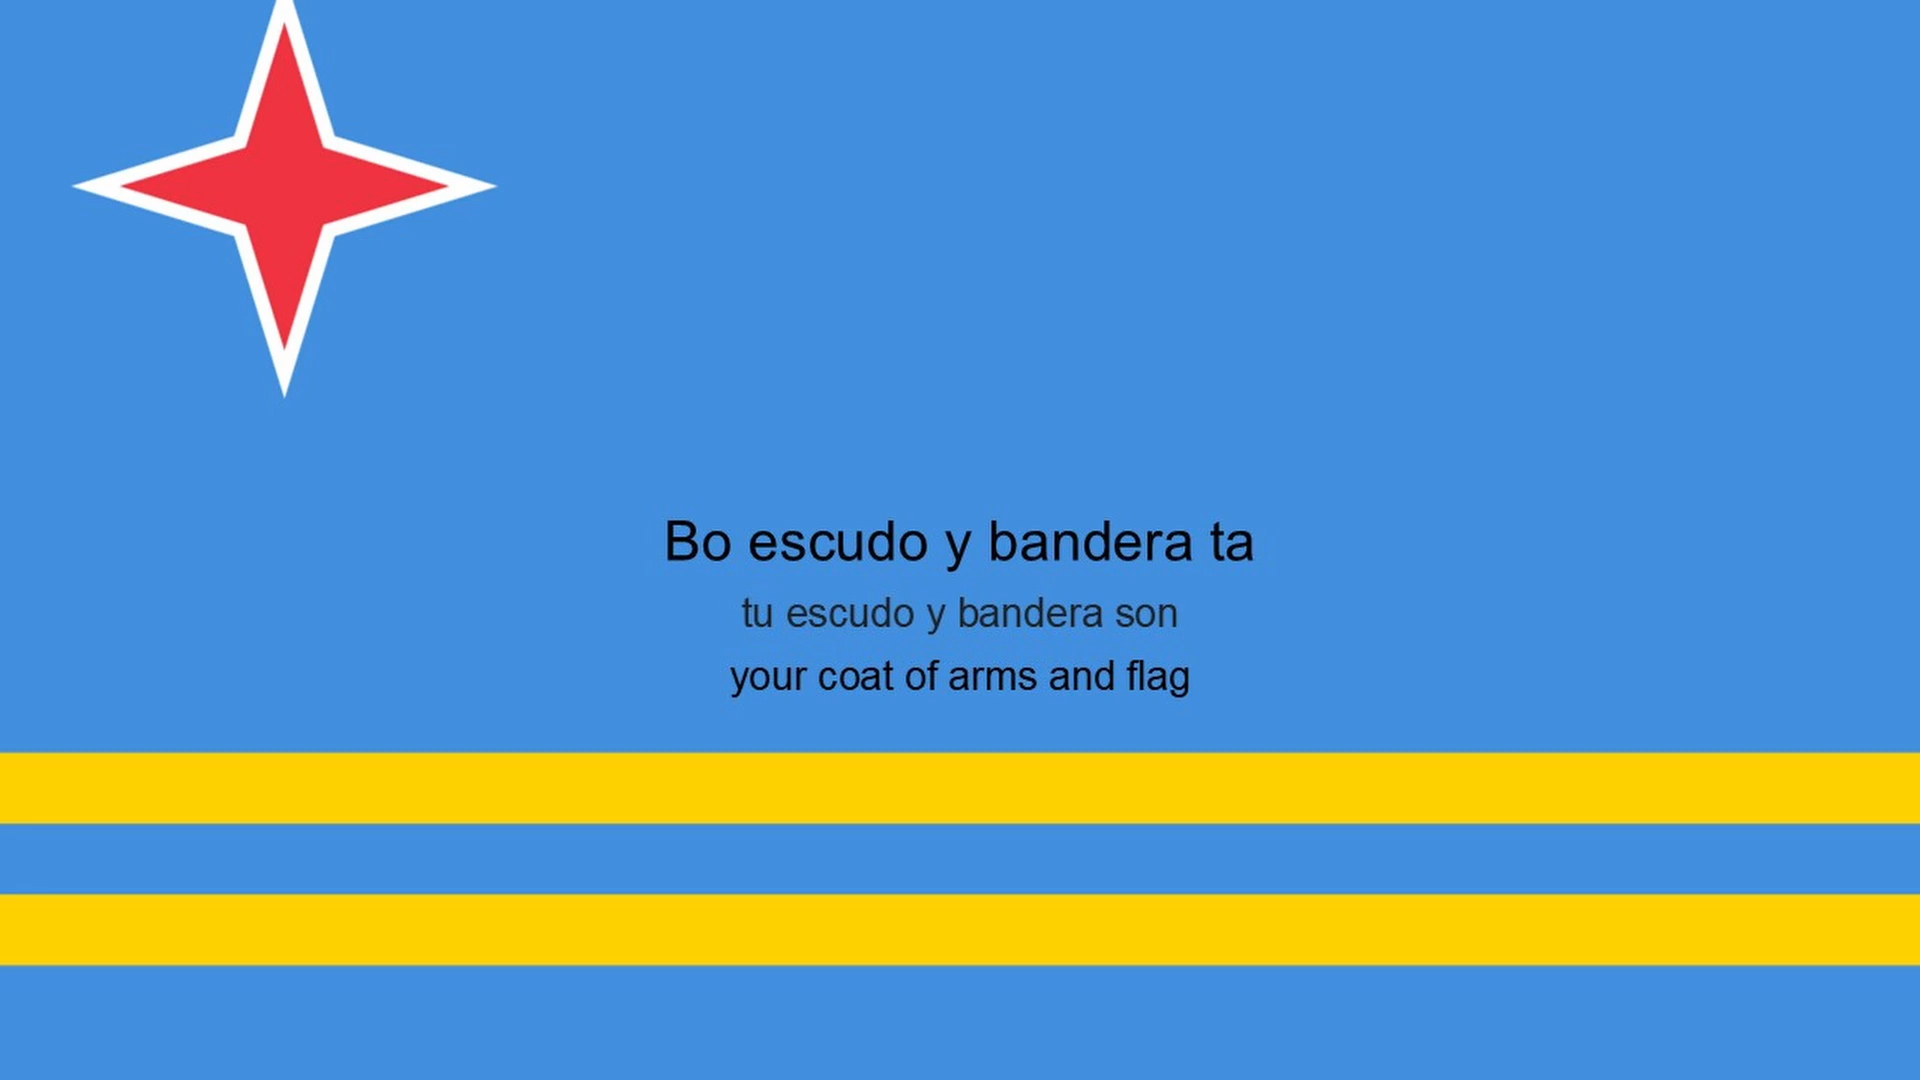 Bo escudo y bandera ta
tu escudo y bandera son
your coat of arms and flag